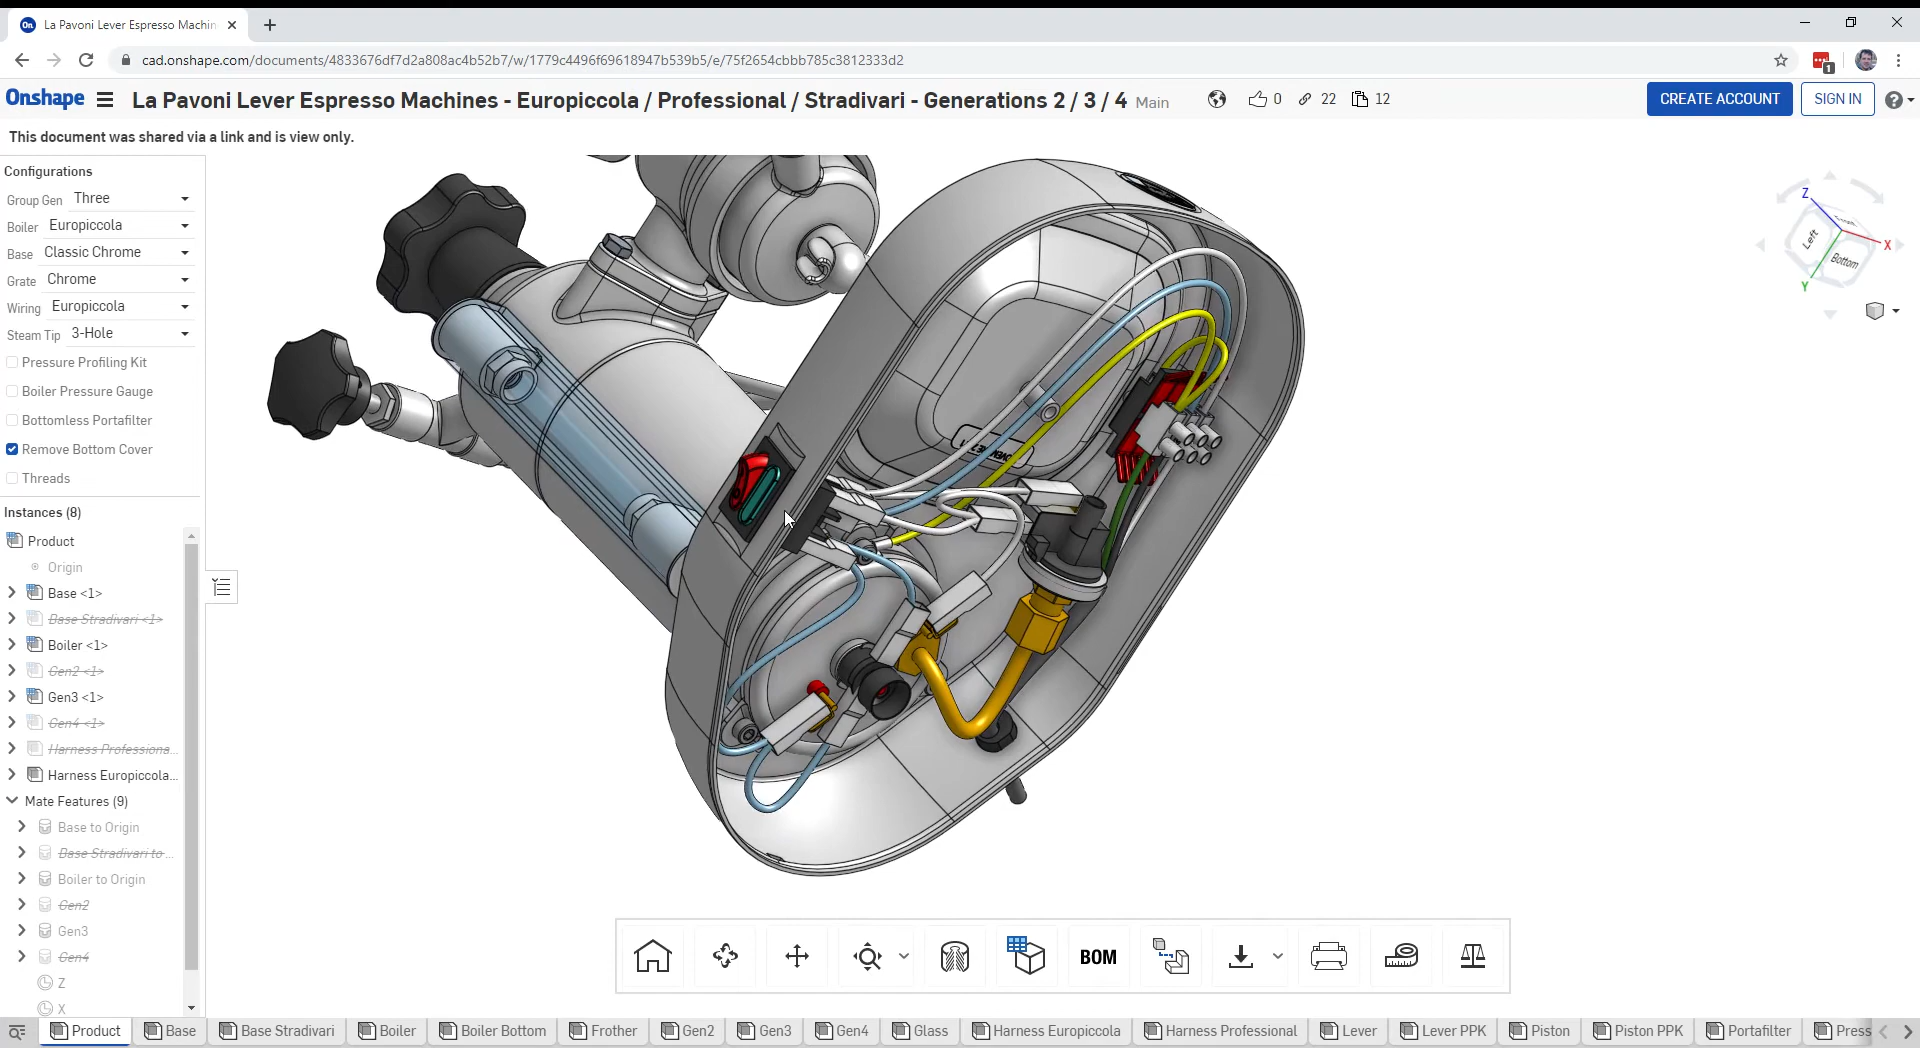 La Pavoni Lever Espresso Machin
cad.onshape.com/documents/4833676df7d2a808ac4b52b7/w/1779c4496f69618947b539b5/e/75f2654cbbb785c3812333d2
1
Onshape
La Pavoni Lever Espresso Machines - Europiccola / Professional / Stradivari - Generations 2 / 3 / 4 Main
0
22
12
CREATE ACCOUNT
SIGN IN
This document was shared via a link and is view only.
Configurations
Group Gen Three
Boiler Europiccola
Base Classic Chrome
Grate Chrome
Wiring Europiccola
Steam Tip 3-Hole
Pressure Profiling Kit
Boiler Pressure Gauge
Bottomless Portafilter
Remove Bottom Cover
Threads
Instances (8)
Product
Origin
Base <1>
Base Stradivari <1>
Boiler <1>
Gen2 <1>
Gen3 <1>
Gen4 <1>
Harness Professiona...
Harness Europiccola...
Mate Features (9)
Base to Origin
Base Stradivari to ...
Boiler to Origin
Gen2
Gen3
Gen4
Z
X
Z
X
Y
Left
Bottom
BOM
Product
Base
Base Stradivari
Boiler
Boiler Bottom
Frother
Gen2
Gen3
Gen4
Glass
Harness Europiccola
Harness Professional
Lever
Lever PPK
Piston
Piston PPK
Portafilter
Press